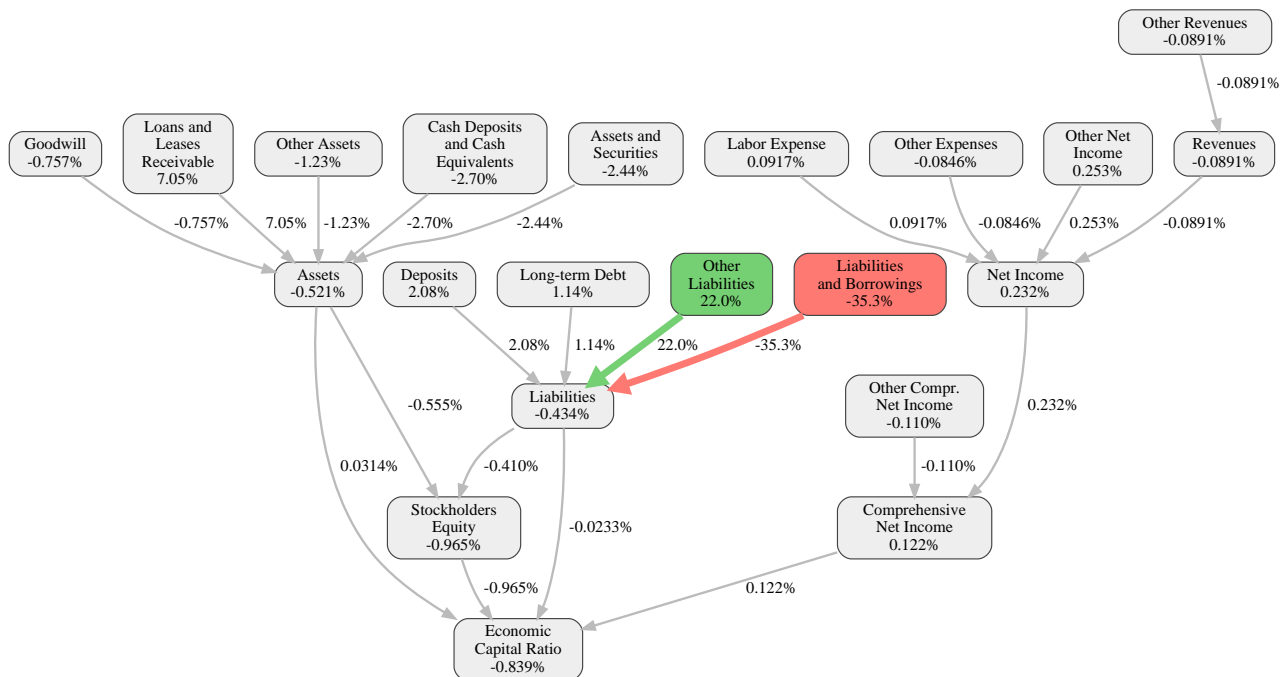 Other Revenues
-0.0891%
-0.0891%
Goodwill
-0.757%
Loans and
Leases
Receivable
7.05%
Other Assets
-1.23%
Cash Deposits
and Cash
Equivalents
-2.70%
Assets and
Securities
-2.44%
Labor Expense
0.0917%
Other Expenses
-0.0846%
Other Net
Income
0.253%
Revenues
-0.0891%
-0.757%
7.05%
-1.23%
-2.70%
-2.44%
0.0917%
-0.0846%
0.253%
-0.0891%
Assets
-0.521%
Deposits
2.08%
Long-term Debt
1.14%
Other
Liabilities
22.0%
Liabilities
and Borrowings
-35.3%
Net Income
0.232%
2.08%
1.14%
22.0%
-35.3%
-0.555%
Liabilities
-0.434%
Other Compr.
Net Income
-0.110%
0.232%
0.0314%
-0.410%
-0.110%
Stockholders
Equity
-0.965%
-0.0233%
Comprehensive
Net Income
0.122%
-0.965%
0.122%
Economic
Capital Ratio
-0.839%